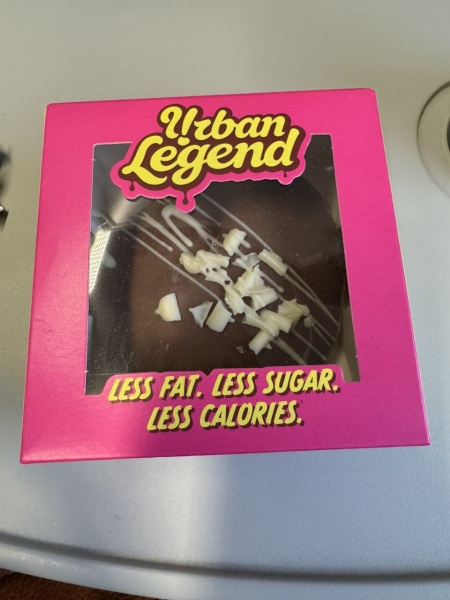 Urban
Legend
LESS FAT. LESS SUGAR.
LESS CALORIES.